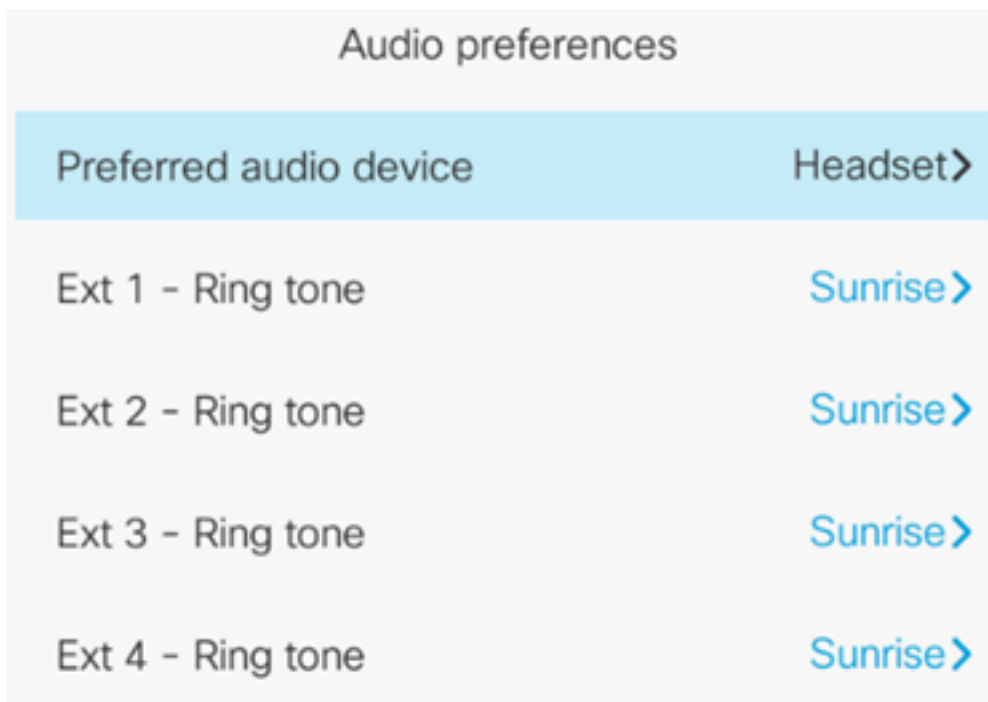 Audio preferences
Preferred audio device Headset
Ext 1 - Ring tone Sunrise
Ext 2 - Ring tone Sunrise
Ext 3 - Ring tone Sunrise
Ext 4 - Ring tone Sunrise